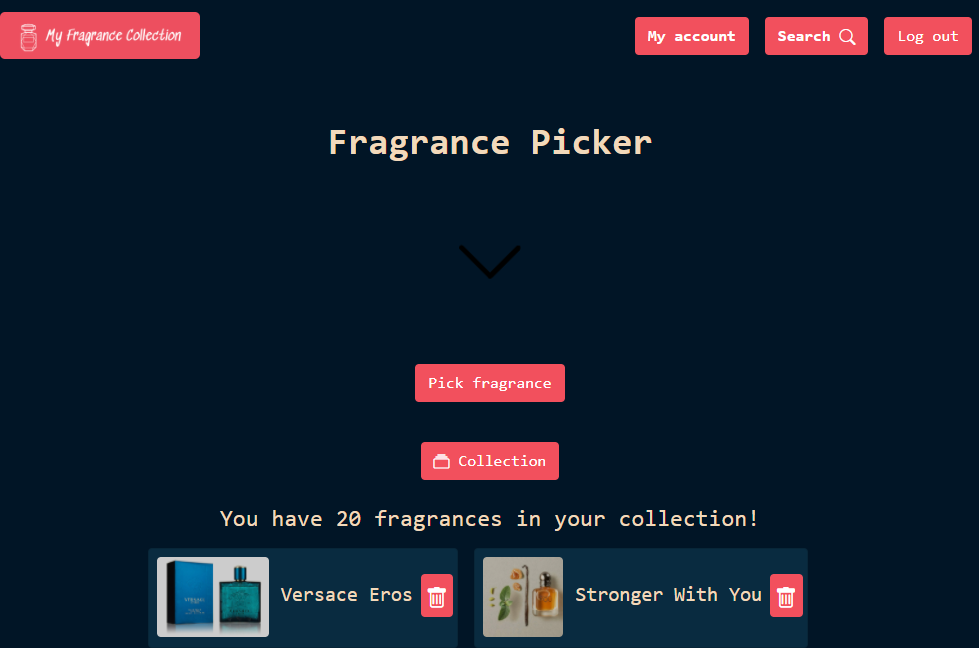 My Fragrance Collection
My account
Search
Log out
Fragrance Picker
Pick fragrance
Collection
You have 20 fragrances in your collection!
Versace Eros
Stronger With You